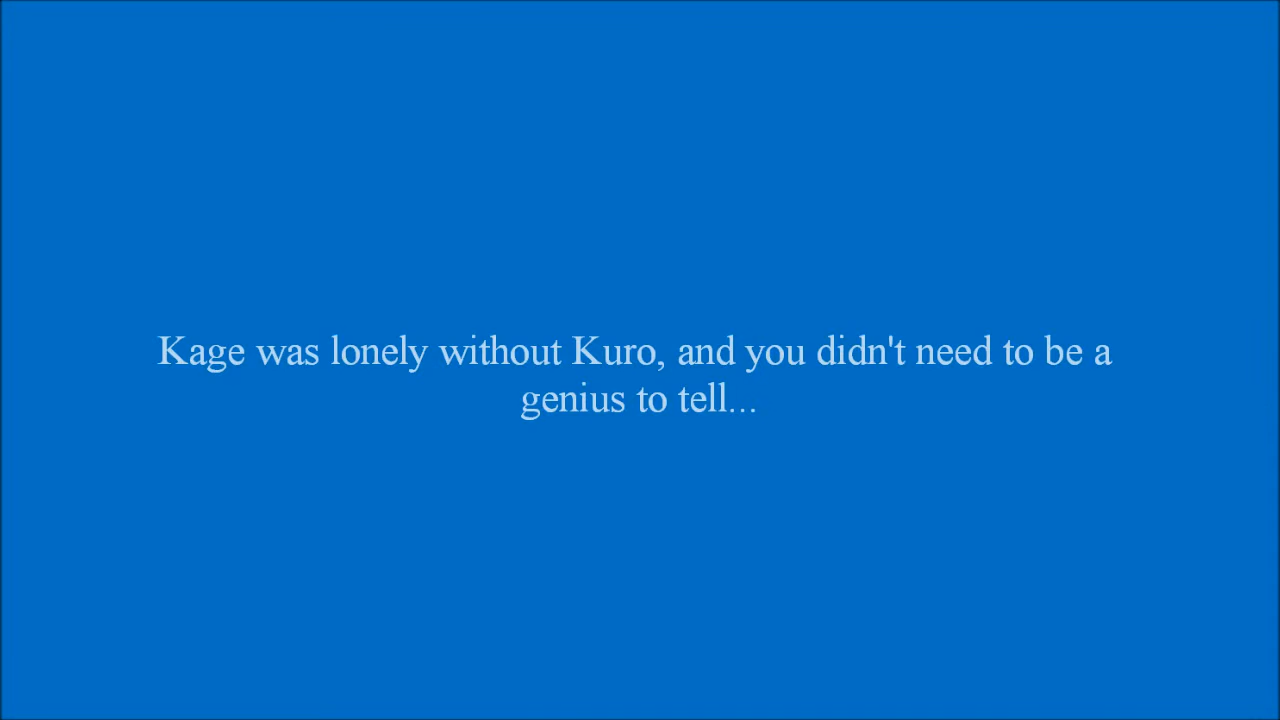 Kage was lonely without Kuro, and you didn't need to be a
genius to tell...